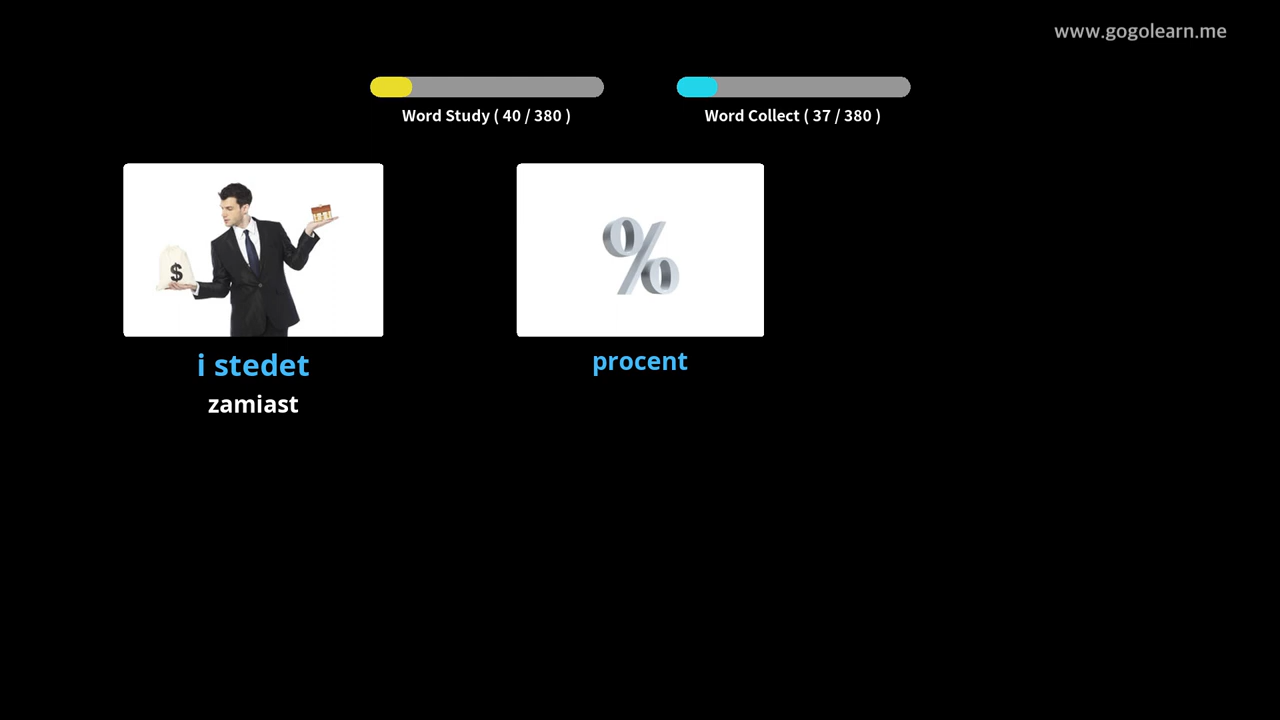 www.gogolearn.me
Word Study ( 40 / 380 )
Word Collect ( 37 / 380 )
$
%
i stedet
zamiast
procent